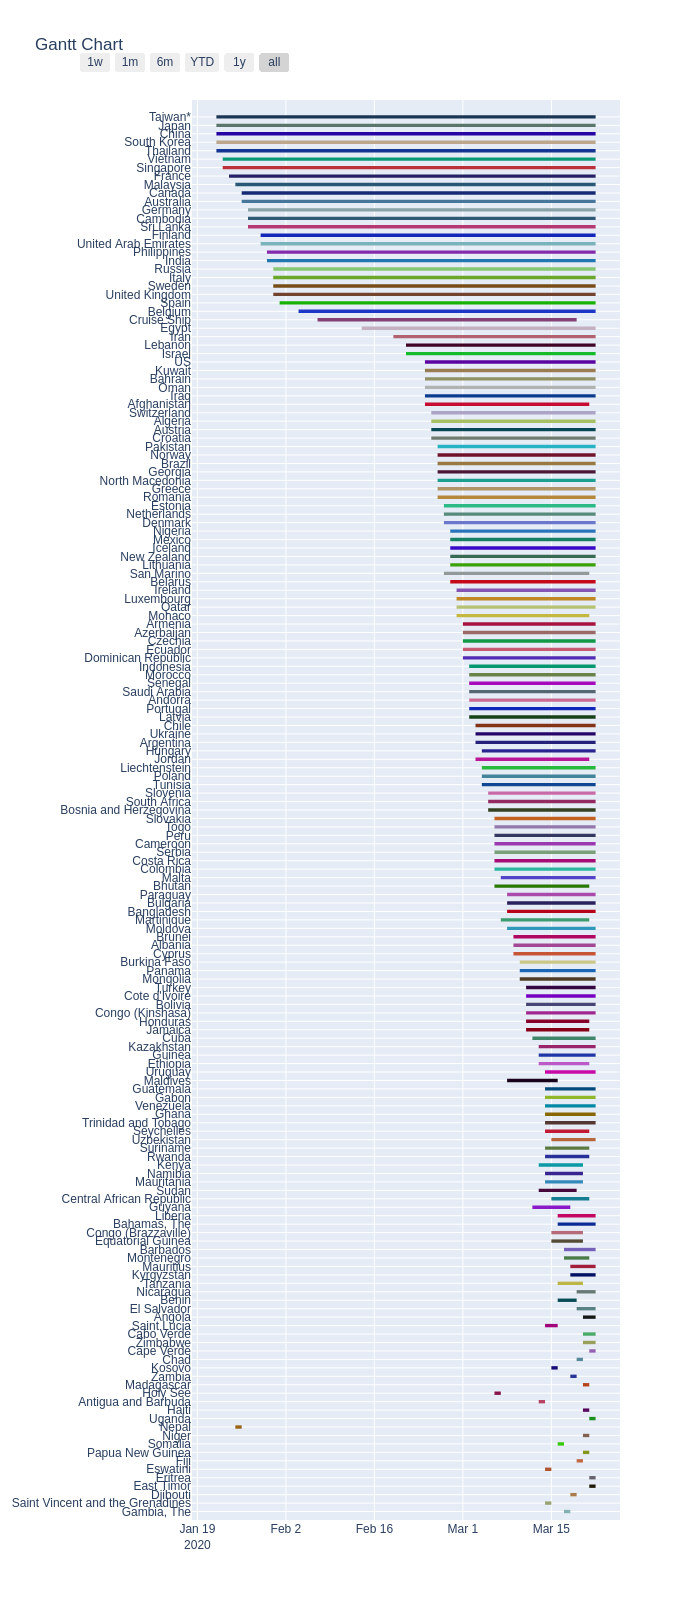 Gantt Chart
1w 1m 6m YTD 1y all
Taiwan*
Japan
China
South Korea
Thailand
Vietnam
Singapore
France
Malaysia
Canada
Australia
Germany
Cambodia
Sri Lanka
Finland
United Arab Emirates
Philippines
India
Russia
Italy
Sweden
United Kingdom
Spain
Belgium
Cruise Ship
Egypt
Iran
Lebanon
Israel
US
Kuwait
Bahrain
Oman
Iraq
Afghanistan
Switzerland
Algeria
Austria
Croatia
Pakistan
Norway
Brazil
Georgia
North Macedonia
Greece
Romania
Estonia
Netherlands
Denmark
Nigeria
Mexico
Iceland
New Zealand
Lithuania
San Marino
Belarus
Ireland
Luxembourg
Qatar
Monaco
Armenia
Azerbaijan
Czechia
Ecuador
Dominican Republic
Indonesia
Morocco
Senegal
Saudi Arabia
Andorra
Portugal
Latvia
Chile
Ukraine
Argentina
Hungary
Jordan
Liechtenstein
Poland
Tunisia
Slovenia
South Africa
Bosnia and Herzegovina
Slovakia
Togo
Peru
Cameroon
Serbia
Costa Rica
Colombia
Malta
Bhutan
Paraguay
Bulgaria
Bangladesh
Martinique
Moldova
Brunei
Albania
Cyprus
Burkina Faso
Panama
Mongolia
Turkey
Cote d'Ivoire
Bolivia
Congo (Kinshasa)
Honduras
Jamaica
Cuba
Kazakhstan
Guinea
Ethiopia
Uruguay
Maldives
Guatemala
Gabon
Venezuela
Ghana
Trinidad and Tobago
Seychelles
Uzbekistan
Suriname
Rwanda
Kenya
Namibia
Mauritania
Sudan
Central African Republic
Guyana
Liberia
Bahamas, The
Congo (Brazzaville)
Equatorial Guinea
Barbados
Montenegro
Mauritius
Kyrgyzstan
Tanzania
Nicaragua
Benin
El Salvador
Angola
Saint Lucia
Cabo Verde
Zimbabwe
Cape Verde
Chad
Kosovo
Zambia
Madagascar
Holy See
Antigua and Barbuda
Haiti
Uganda
Nepal
Niger
Somalia
Papua New Guinea
Fiji
Eswatini
Eritrea
East Timor
Djibouti
Saint Vincent and the Grenadines
Gambia, The
Jan 19 Feb 2 Feb 16 Mar 1 Mar 15
2020